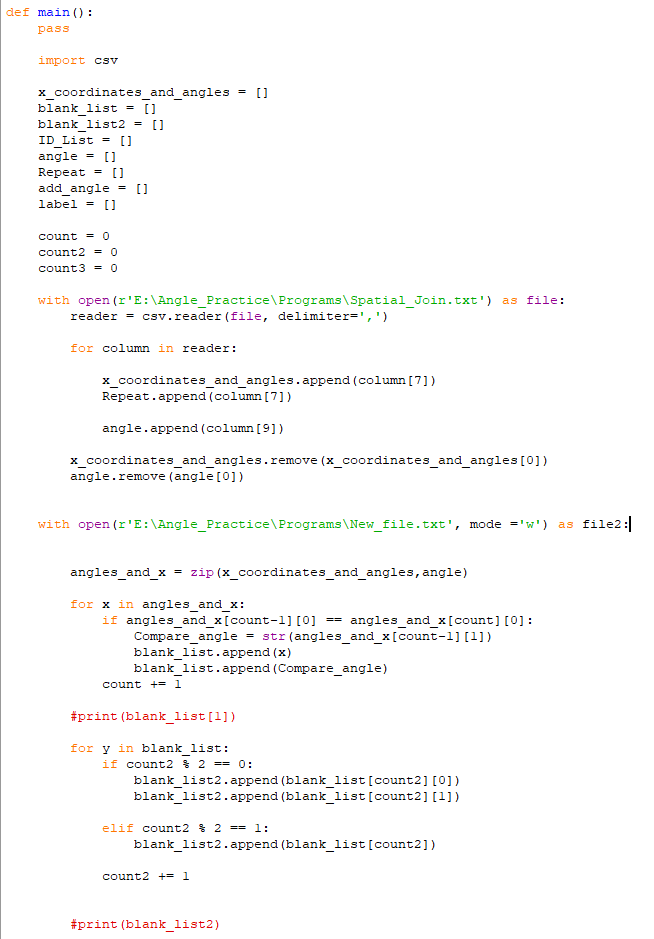 def main():
    pass
    import csv
    x_coordinates_and_angles = []
    blank_list = []
    blank_list2 = []
    ID_List = []
    angle = []
    Repeat = []
    add_angle = []
    label = []
    count = 0
    count2 = 0
    count3 = 0
    with open(r'E:\Angle_Practice\Programs\Spatial_Join.txt') as file:
        reader = csv.reader(file, delimiter=',')
        for column in reader:
            x_coordinates_and_angles.append(column[7])
            Repeat.append(column[7])
            angle.append(column[9])
        x_coordinates_and_angles.remove(x_coordinates_and_angles[0])
        angle.remove(angle[0])
    with open(r'E:\Angle_Practice\Programs\New_file.txt', mode ='w') as file2:
        angles_and_x = zip(x_coordinates_and_angles,angle)
        for x in angles_and_x:
            if angles_and_x[count-1][0] == angles_and_x[count][0]:
                Compare_angle = str(angles_and_x[count-1][1])
                blank_list.append(x)
                blank_list.append(Compare_angle)
            count += 1
        #print(blank_list[1])
        for y in blank_list:
            if count2 % 2 == 0:
                blank_list2.append(blank_list[count2][0])
                blank_list2.append(blank_list[count2][1])
            elif count2 % 2 == 1:
                blank_list2.append(blank_list[count2])
            count2 += 1
        #print(blank_list2)